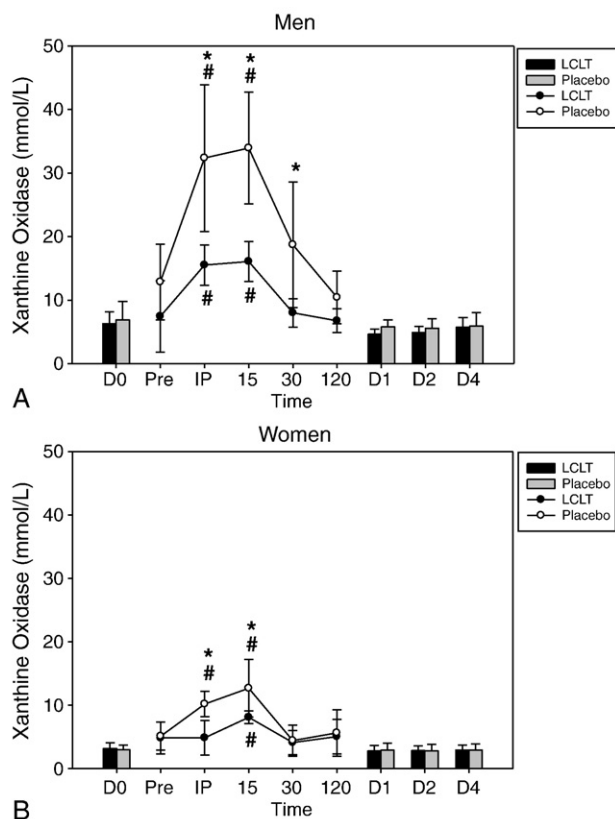 Men
50
40
30
20
10
0
Xanthine Oxidase (mmol/L)
* * *
# #
# #
D0 Pre IP 15 30 120 D1 D2 D4
Time
LCLT
Placebo
LCLT
Placebo
A
Women
50
40
30
20
10
0
Xanthine Oxidase (mmol/L)
* *
# #
#
D0 Pre IP 15 30 120 D1 D2 D4
Time
LCLT
Placebo
LCLT
Placebo
B